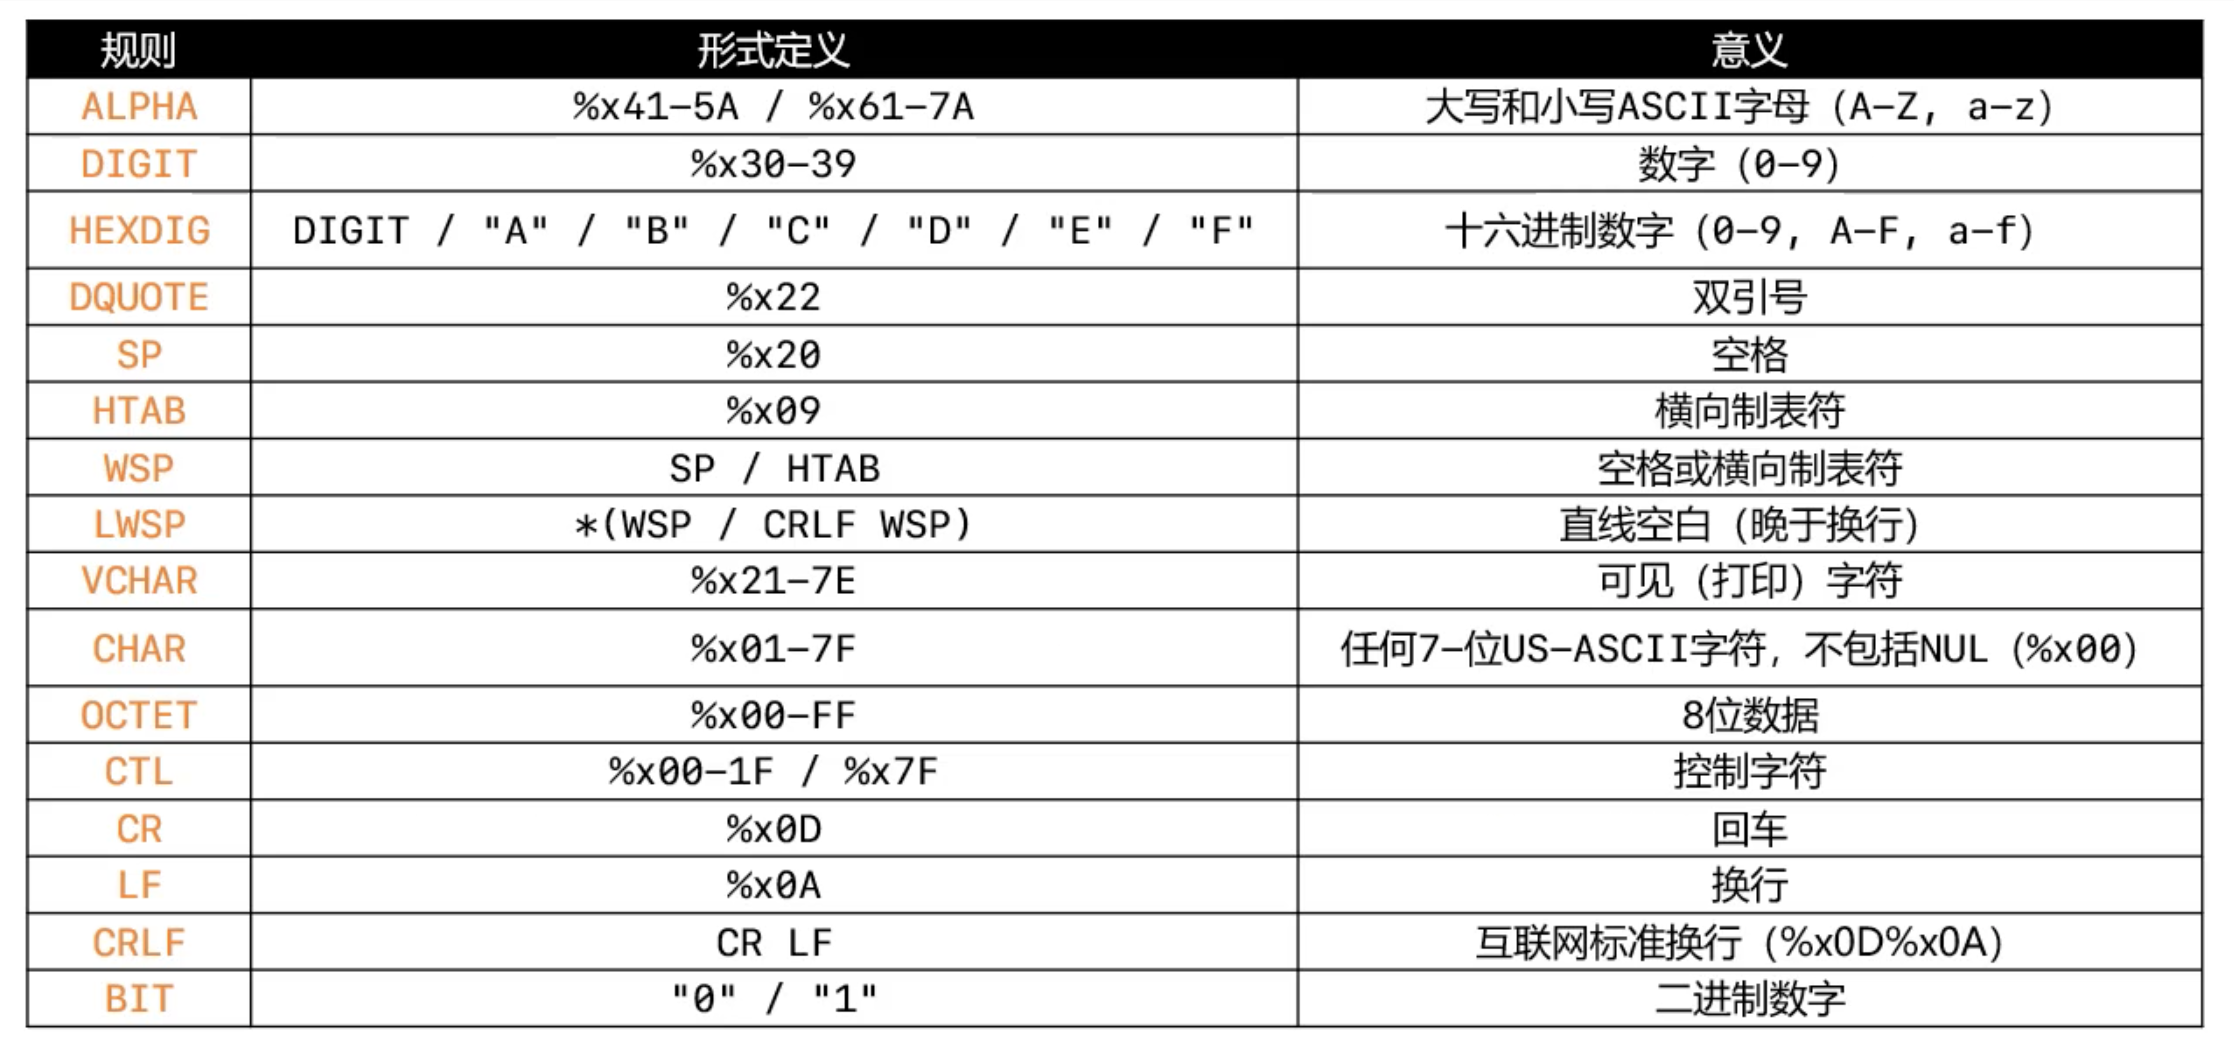 规则 形式定义 意义
ALPHA %x41–5A / %x61–7A 大写和小写ASCII字母（A–Z, a–z）
DIGIT %x30–39 数字（0–9）
HEXDIG DIGIT / "A" / "B" / "C" / "D" / "E" / "F" 十六进制数字（0–9, A–F, a–f）
DQUOTE %x22 双引号
SP %x20 空格
HTAB %x09 横向制表符
WSP SP / HTAB 空格或横向制表符
LWSP *(WSP / CRLF WSP) 直线空白（晚于换行）
VCHAR %x21–7E 可见（打印）字符
CHAR %x01–7F 任何7–位US–ASCII字符，不包括NUL（%x00）
OCTET %x00–FF 8位数据
CTL %x00–1F / %x7F 控制字符
CR %x0D 回车
LF %x0A 换行
CRLF CR LF 互联网标准换行（%x0D%x0A）
BIT "0" / "1" 二进制数字